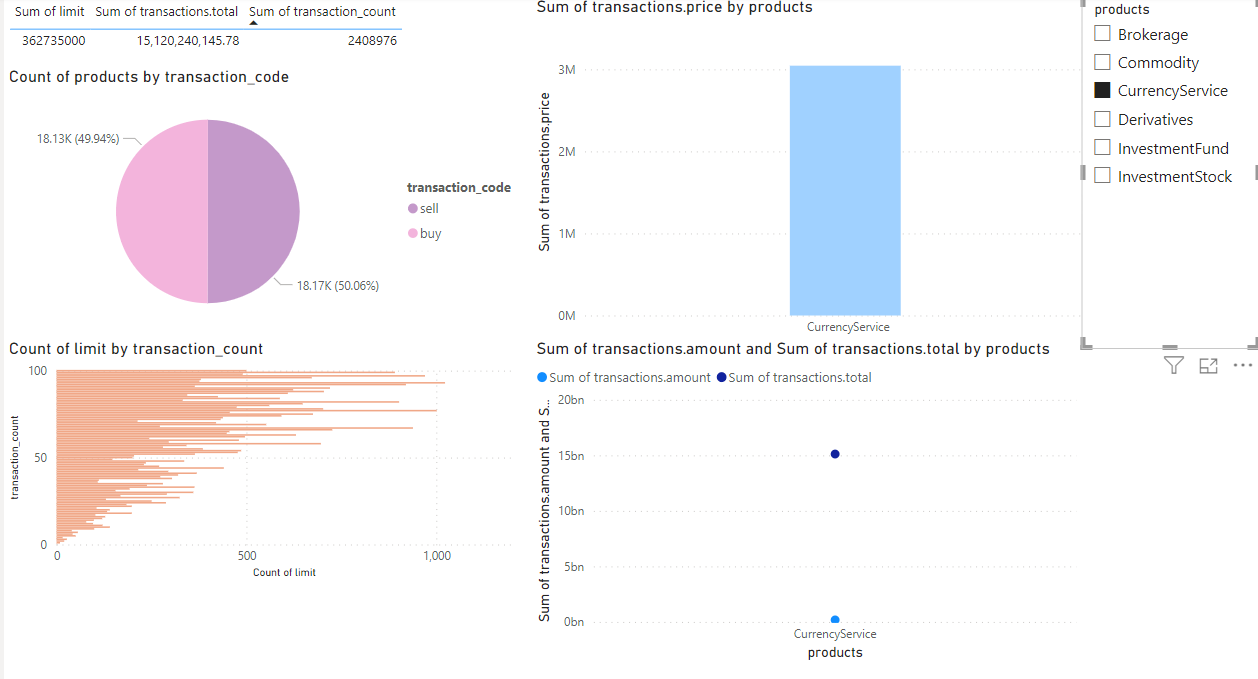 Sum of limit Sum of transactions.total Sum of transaction_count
362735000 15,120,240,145.78 2408976
Count of products by transaction_code
18.13K (49.94%)
18.17K (50.06%)
transaction_code
sell
buy
Sum of transactions.price by products
Sum of transactions.price
3M
2M
1M
0M
CurrencyService
products
Brokerage
Commodity
CurrencyService
Derivatives
InvestmentFund
InvestmentStock
Count of limit by transaction_count
transaction_count
100
50
0
0 500 1,000
Count of limit
Sum of transactions.amount and Sum of transactions.total by products
Sum of transactions.amount Sum of transactions.total
Sum of transactions.amount and S...
20bn
15bn
10bn
5bn
0bn
CurrencyService
products